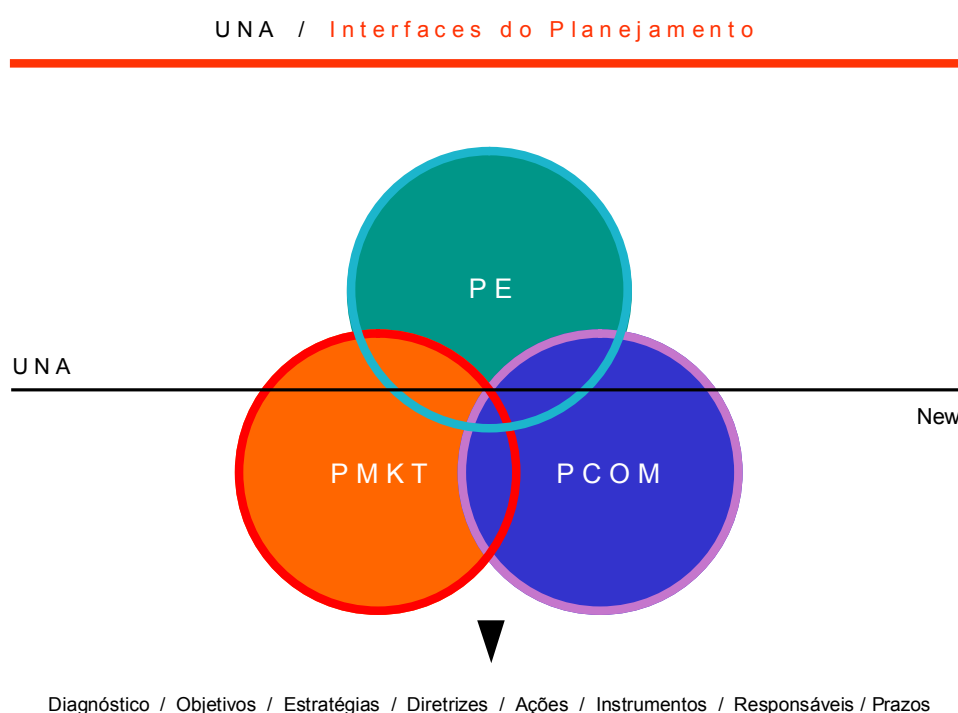 UNA / Interfaces do Planejamento
PE
UNA
New
PMKT PCOM
Diagnóstico / Objetivos / Estratégias / Diretrizes / Ações / Instrumentos / Responsáveis / Prazos